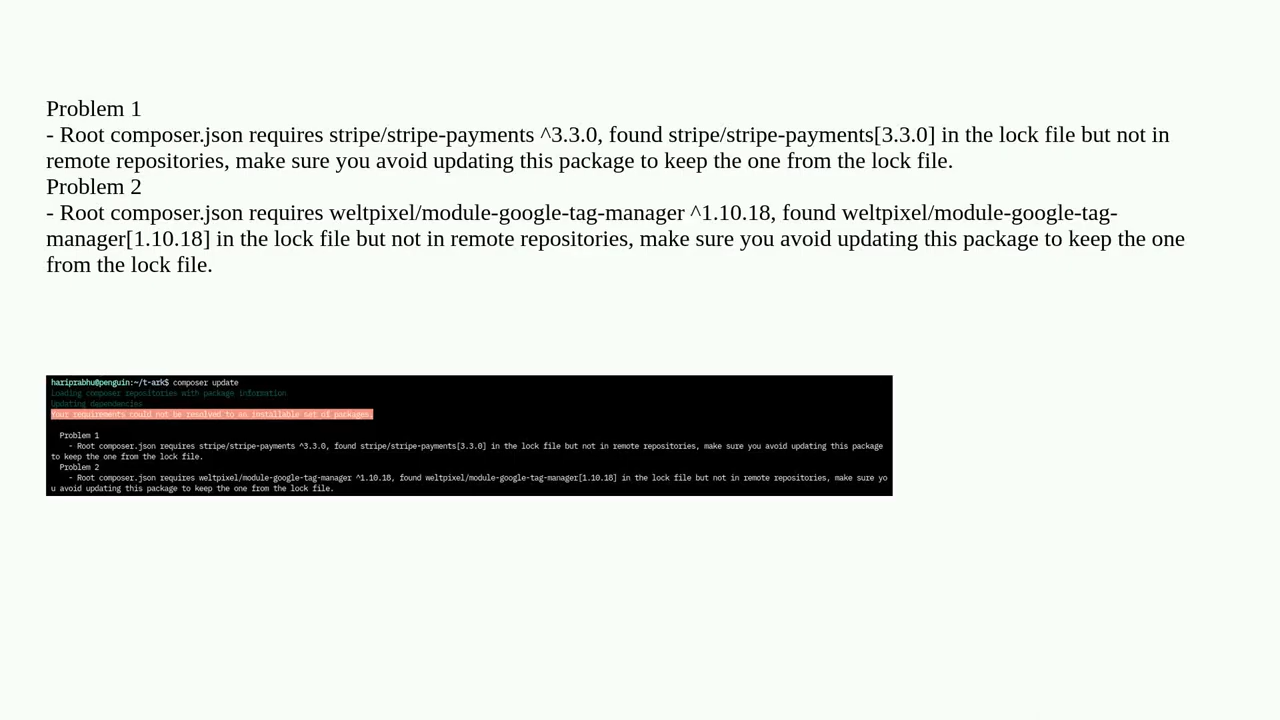 Problem 1
- Root composer.json requires stripe/stripe-payments ^3.3.0, found stripe/stripe-payments[3.3.0] in the lock file but not in
remote repositories, make sure you avoid updating this package to keep the one from the lock file.
Problem 2
- Root composer.json requires weltpixel/module-google-tag-manager ^1.10.18, found weltpixel/module-google-tag-
manager[1.10.18] in the lock file but not in remote repositories, make sure you avoid updating this package to keep the one
from the lock file.
hariprabhu@penguin:~/t-ark$ composer update
Loading composer repositories with package information
Updating dependencies
Your requirements could not be resolved to an installable set of packages.
Problem 1
- Root composer.json requires stripe/stripe-payments ^3.3.0, found stripe/stripe-payments[3.3.0] in the lock file but not in remote repositories, make sure you avoid updating this package
to keep the one from the lock file.
Problem 2
- Root composer.json requires weltpixel/module-google-tag-manager ^1.10.18, found weltpixel/module-google-tag-manager[1.10.18] in the lock file but not in remote repositories, make sure yo
u avoid updating this package to keep the one from the lock file.